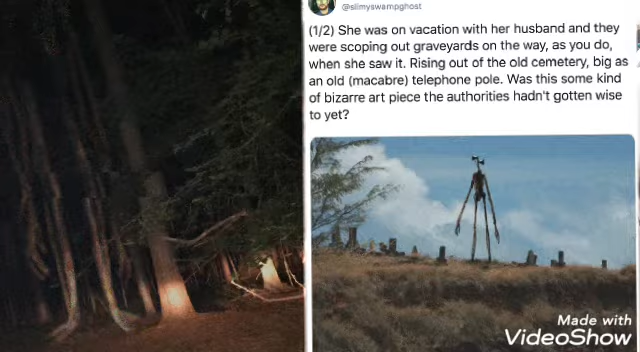 @slimyswampghost
(1/2) She was on vacation with her husband and they
were scoping out graveyards on the way, as you do,
when she saw it. Rising out of the old cemetery, big as
an old (macabre) telephone pole. Was this some kind
of bizarre art piece the authorities hadn't gotten wise
to yet?
Made with
VideoShow